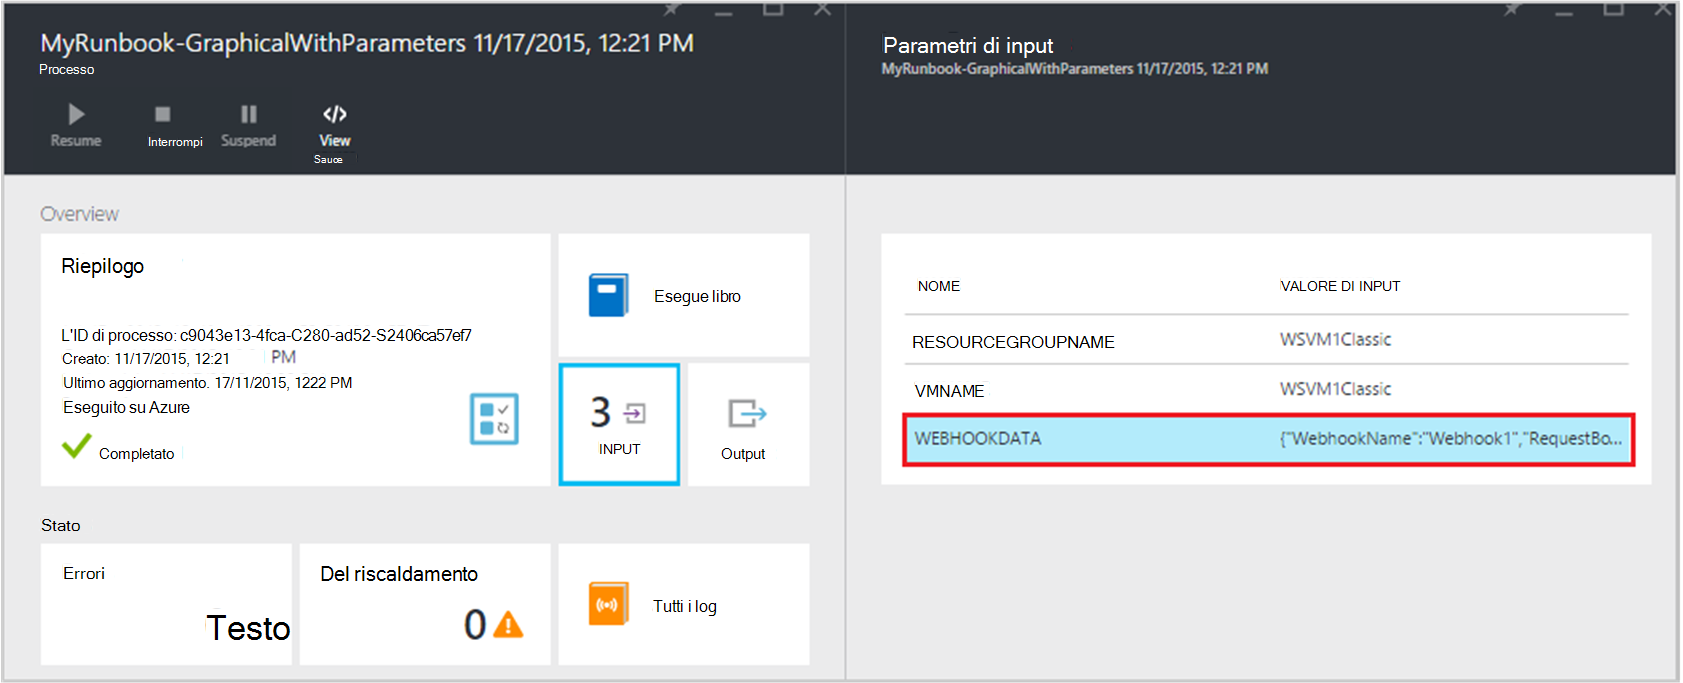 MyRunbook-GraphicalWithParameters 11/17/2015, 12:21 PM
Processo
Resume
Interrompi
Suspend
View
Sauce
Overview
Riepilogo
L'ID di processo: c9043e13-4fca-C280-ad52-S2406ca57ef7
Creato: 11/17/2015, 12:21 PM
Ultimo aggiornamento. 17/11/2015, 1222 PM
Eseguito su Azure
Completato
Esegue libro
3
INPUT
Output
Stato
Errori
Testo
Del riscaldamento
0
Tutti i log
Parametri di input
MyRunbook-GraphicalWithParameters 11/17/2015, 12:21 PM
NOME VALORE DI INPUT
RESOURCEGROUPNAME WSVM1Classic
VMNAME WSVM1Classic
WEBHOOKDATA {"WebhookName":"Webhook1","RequestBo...